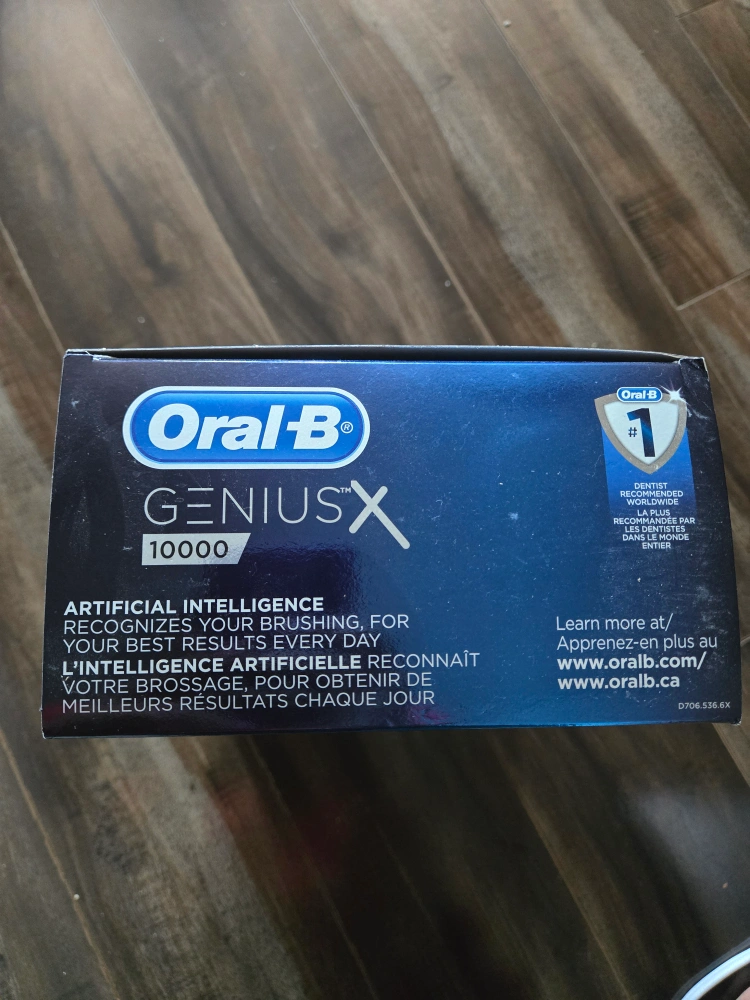 Oral-B®
GENIUS™X
10000
ARTIFICIAL INTELLIGENCE
RECOGNIZES YOUR BRUSHING, FOR
YOUR BEST RESULTS EVERY DAY
L'INTELLIGENCE ARTIFICIELLE RECONNAÎT
VOTRE BROSSAGE, POUR OBTENIR DE
MEILLEURS RÉSULTATS CHAQUE JOUR
Oral-B
#1
DENTIST
RECOMMENDED
WORLDWIDE
LA PLUS
RECOMMANDÉE PAR
LES DENTISTES
DANS LE MONDE
ENTIER
Learn more at/
Apprenez-en plus au
www.oralb.com/
www.oralb.ca
D706.536.6X